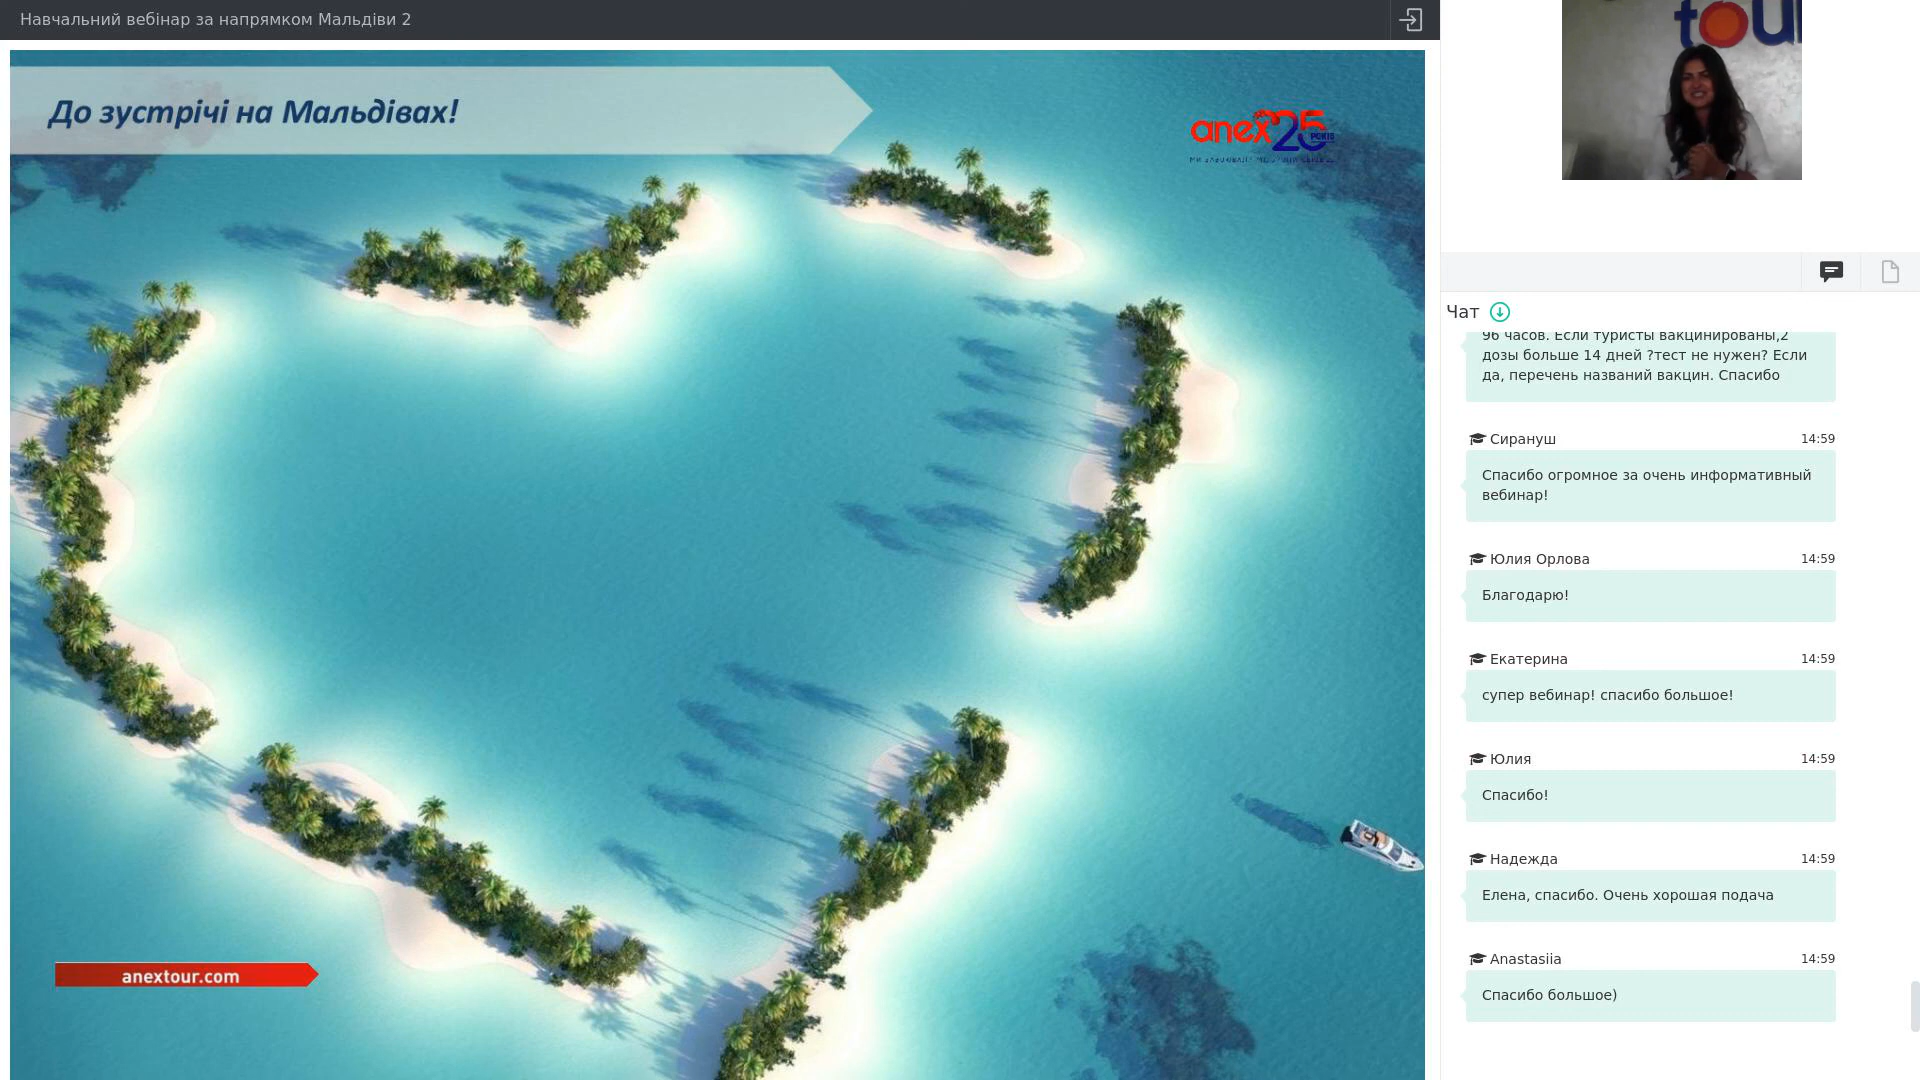 Навчальний вебінар за напрямком Мальдіви 2
До зустрічі на Мальдівах!
anex25
РОКІВ
anextour.com
tour
Чат
96 часов. Если туристы вакцинированы,2
дозы больше 14 дней ?тест не нужен? Если
да, перечень названий вакцин. Спасибо
Сирануш 14:59
Спасибо огромное за очень информативный
вебинар!
Юлия Орлова 14:59
Благодарю!
Екатерина 14:59
супер вебинар! спасибо большое!
Юлия 14:59
Спасибо!
Надежда 14:59
Елена, спасибо. Очень хорошая подача
Anastasiia 14:59
Спасибо большое)